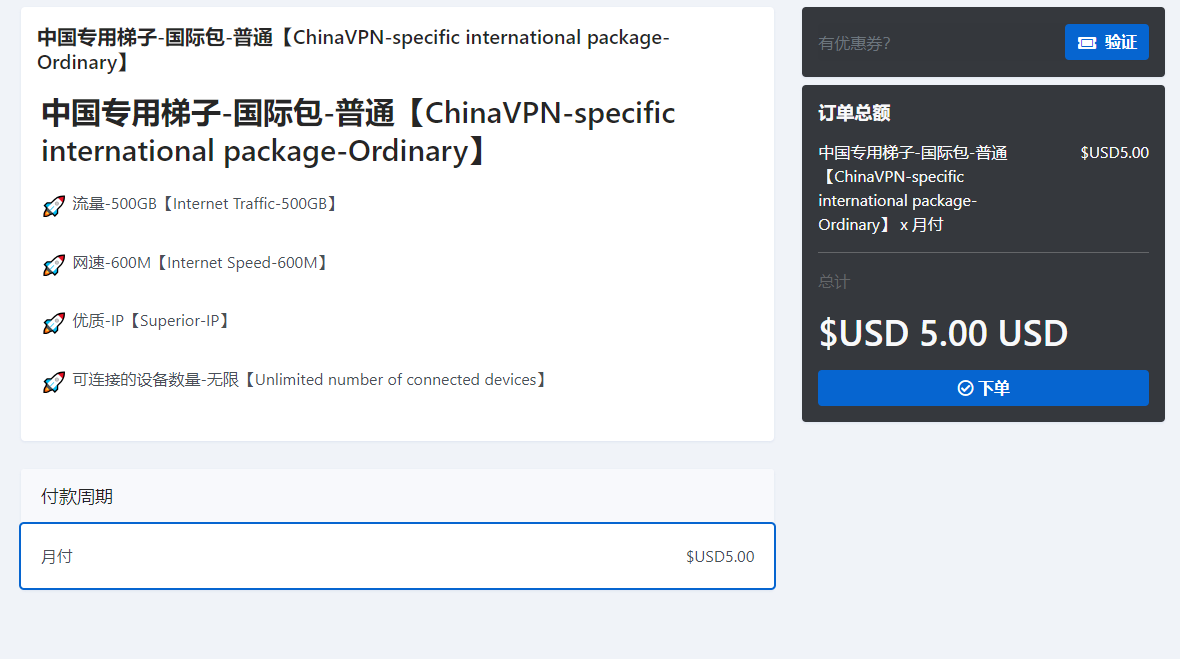 中国专用梯子-国际包-普通【ChinaVPN-specific international package-
Ordinary】
中国专用梯子-国际包-普通【ChinaVPN-specific
international package-Ordinary】
流量-500GB【Internet Traffic-500GB】
网速-600M【Internet Speed-600M】
优质-IP【Superior-IP】
可连接的设备数量-无限【Unlimited number of connected devices】
付款周期
月付 $USD5.00
有优惠券?
验证
订单总额
中国专用梯子-国际包-普通 $USD5.00
【ChinaVPN-specific
international package-
Ordinary】 x 月付
总计
$USD 5.00 USD
下单